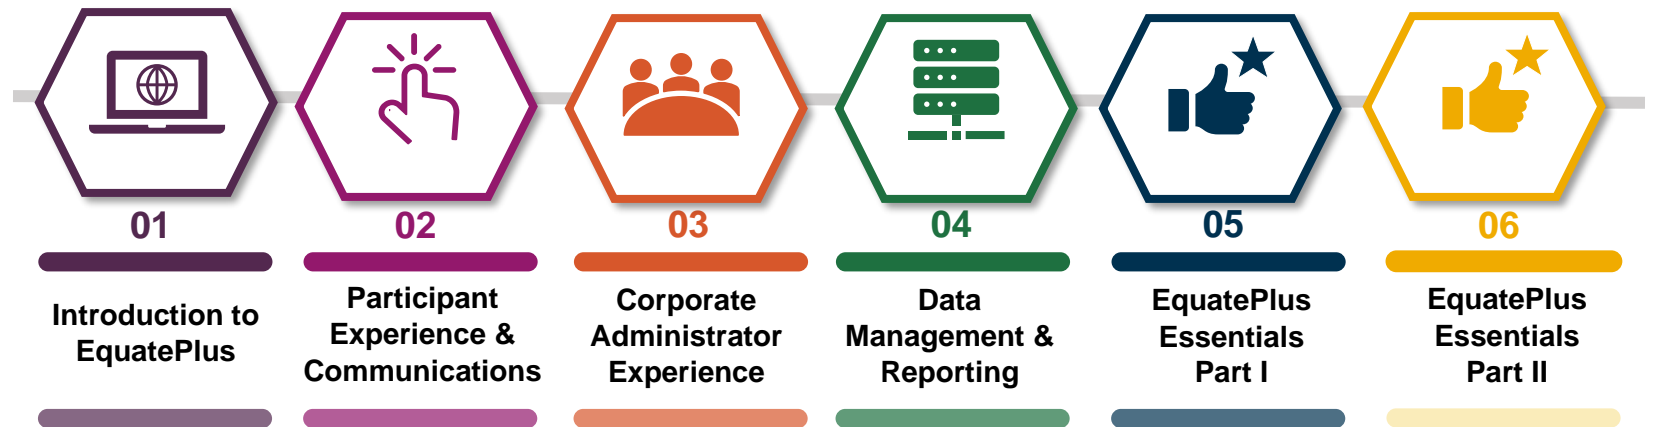 01
Introduction to
EquatePlus
02
Participant
Experience &
Communications
03
Corporate
Administrator
Experience
04
Data
Management &
Reporting
05
EquatePlus
Essentials
Part I
06
EquatePlus
Essentials
Part II